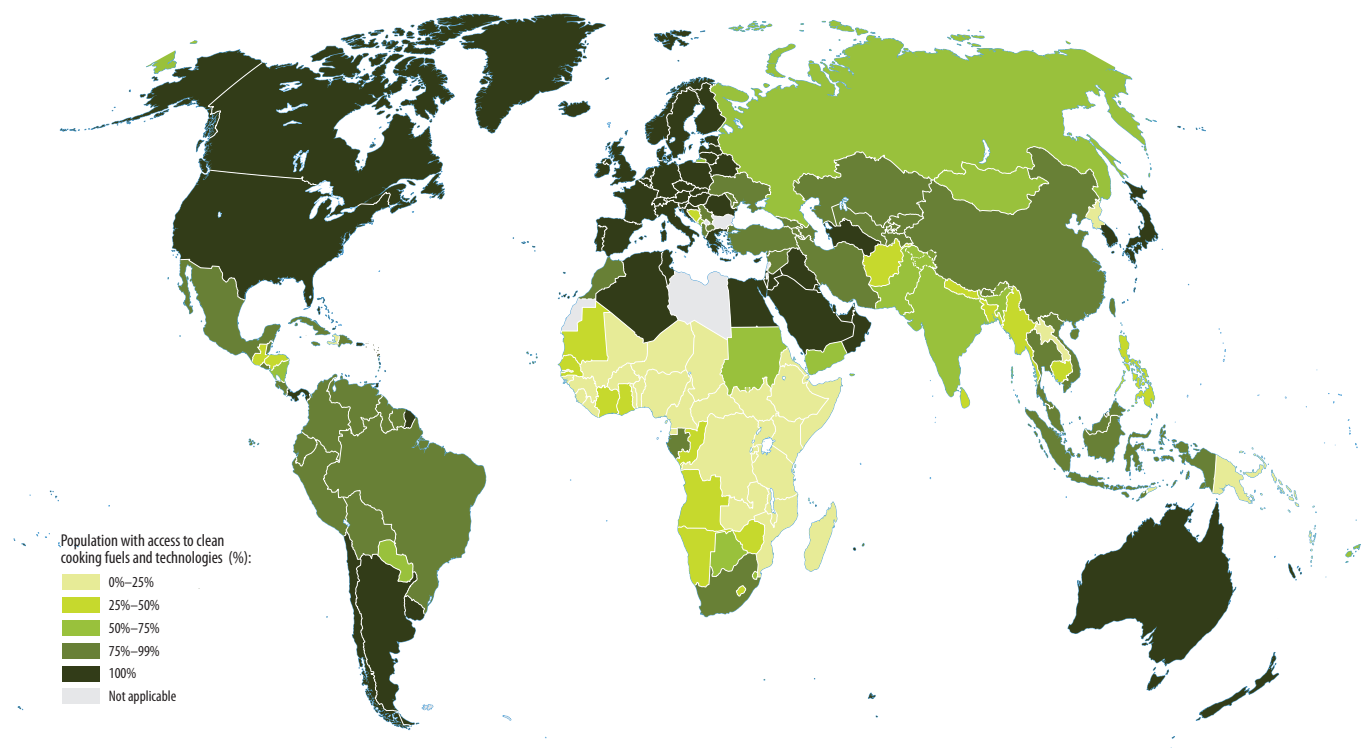 Population with access to clean
cooking fuels and technologies (%):
0%–25%
25%–50%
50%–75%
75%–99%
100%
Not applicable